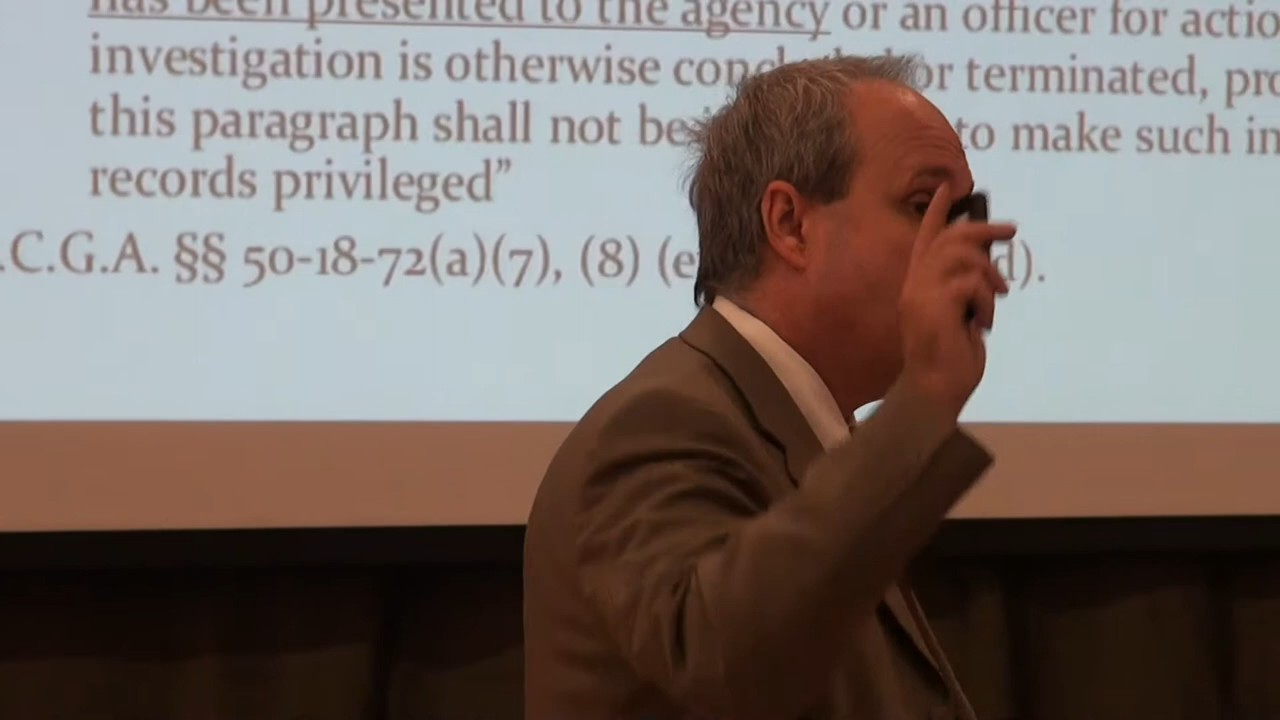 has been presented to the agency or an officer for actio
investigation is otherwise or terminated, pro
this paragraph shall not be to make such in
records privileged”
.C.G.A. §§ 50-18-72(a)(7), (8) (e d).